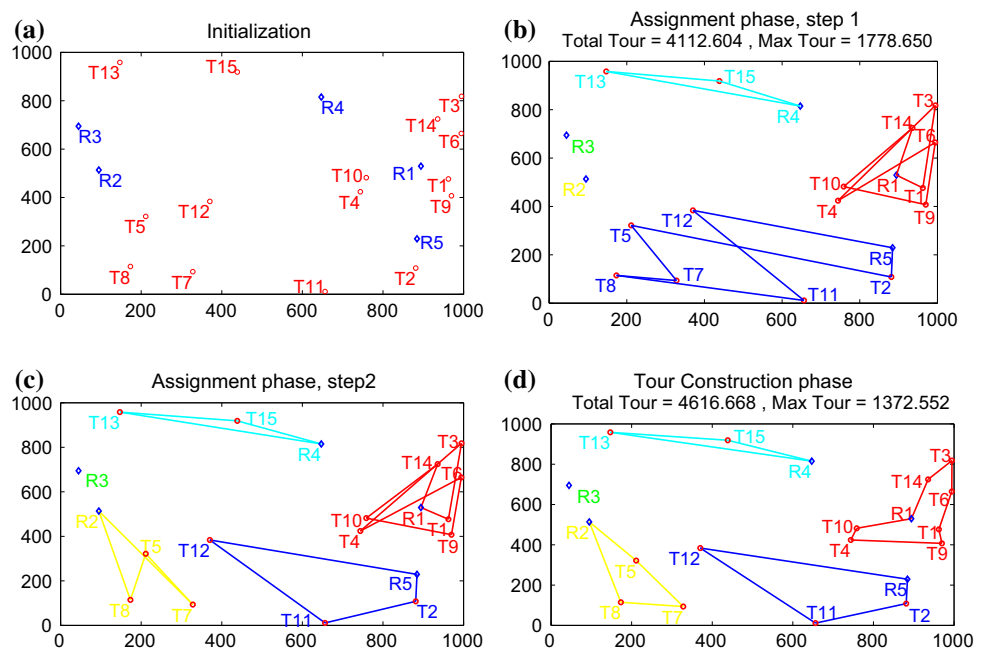 (a) Initialization
1000
800
600
400
200
0
0 200 400 600 800 1000
T13
T15
R4
T3
T14
T6
R3
R2
R1
T10
T1
T4
T9
T12
T5
R5
T8
T7
T2
T11
(b) Assignment phase, step 1
Total Tour = 4112.604 , Max Tour = 1778.650
1000
800
600
400
200
0
200 400 600 800 1000
T13
T15
R4
T3
T14
T6
R3
R2
T10
R1
T1
T4
T9
T12
T5
R5
T8
T7
T2
T11
(c) Assignment phase, step2
1000
800
600
400
200
0
0 200 400 600 800 1000
T13
T15
R4
T3
T14
T6
R3
R2
T10
R1
T1
T4
T9
T12
T5
R5
T8
T7
T11
T2
(d) Tour Construction phase
Total Tour = 4616.668 , Max Tour = 1372.552
1000
800
600
400
200
0
0 200 400 600 800 1000
T13
T15
R4
T3
T14
T6
R3
R2
R1
T10
T1
T4
T9
T12
T5
R5
T8
T7
T11
T2